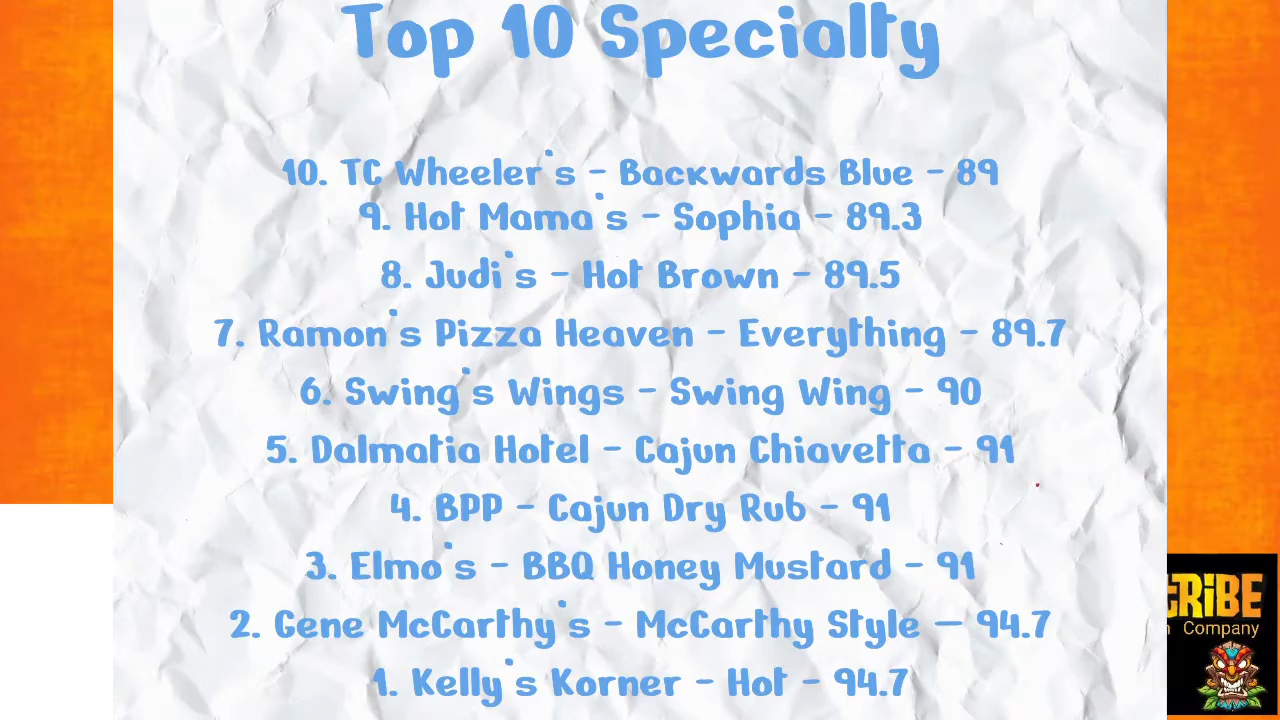 Top 10 Specialty
10. TC Wheeler's - Backwards Blue - 89
9. Hot Mama's - Sophia - 89.3
8. Judi's - Hot Brown - 89.5
7. Ramon's Pizza Heaven - Everything - 89.7
6. Swing's Wings - Swing Wing - 90
5. Dalmatia Hotel - Cajun Chiavetta - 91
4. BPP - Cajun Dry Rub - 91
3. Elmo's - BBQ Honey Mustard - 91
2. Gene McCarthy's - McCarthy Style – 94.7
1. Kelly's Korner - Hot - 94.7
Company